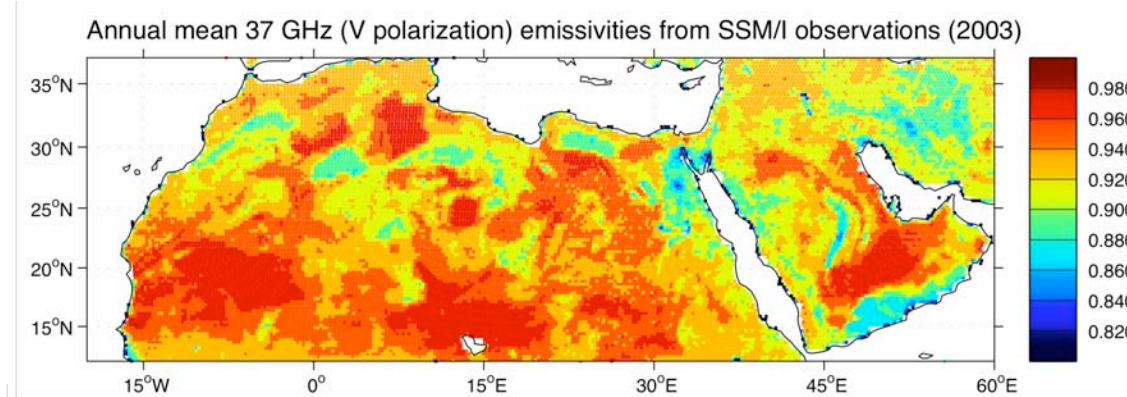 Annual mean 37 GHz (V polarization) emissivities from SSM/I observations (2003)
35°N
30°N
25°N
20°N
15°N
15°W
0°
15°E
30°E
45°E
60°E
0.980
0.960
0.940
0.920
0.900
0.880
0.860
0.840
0.820